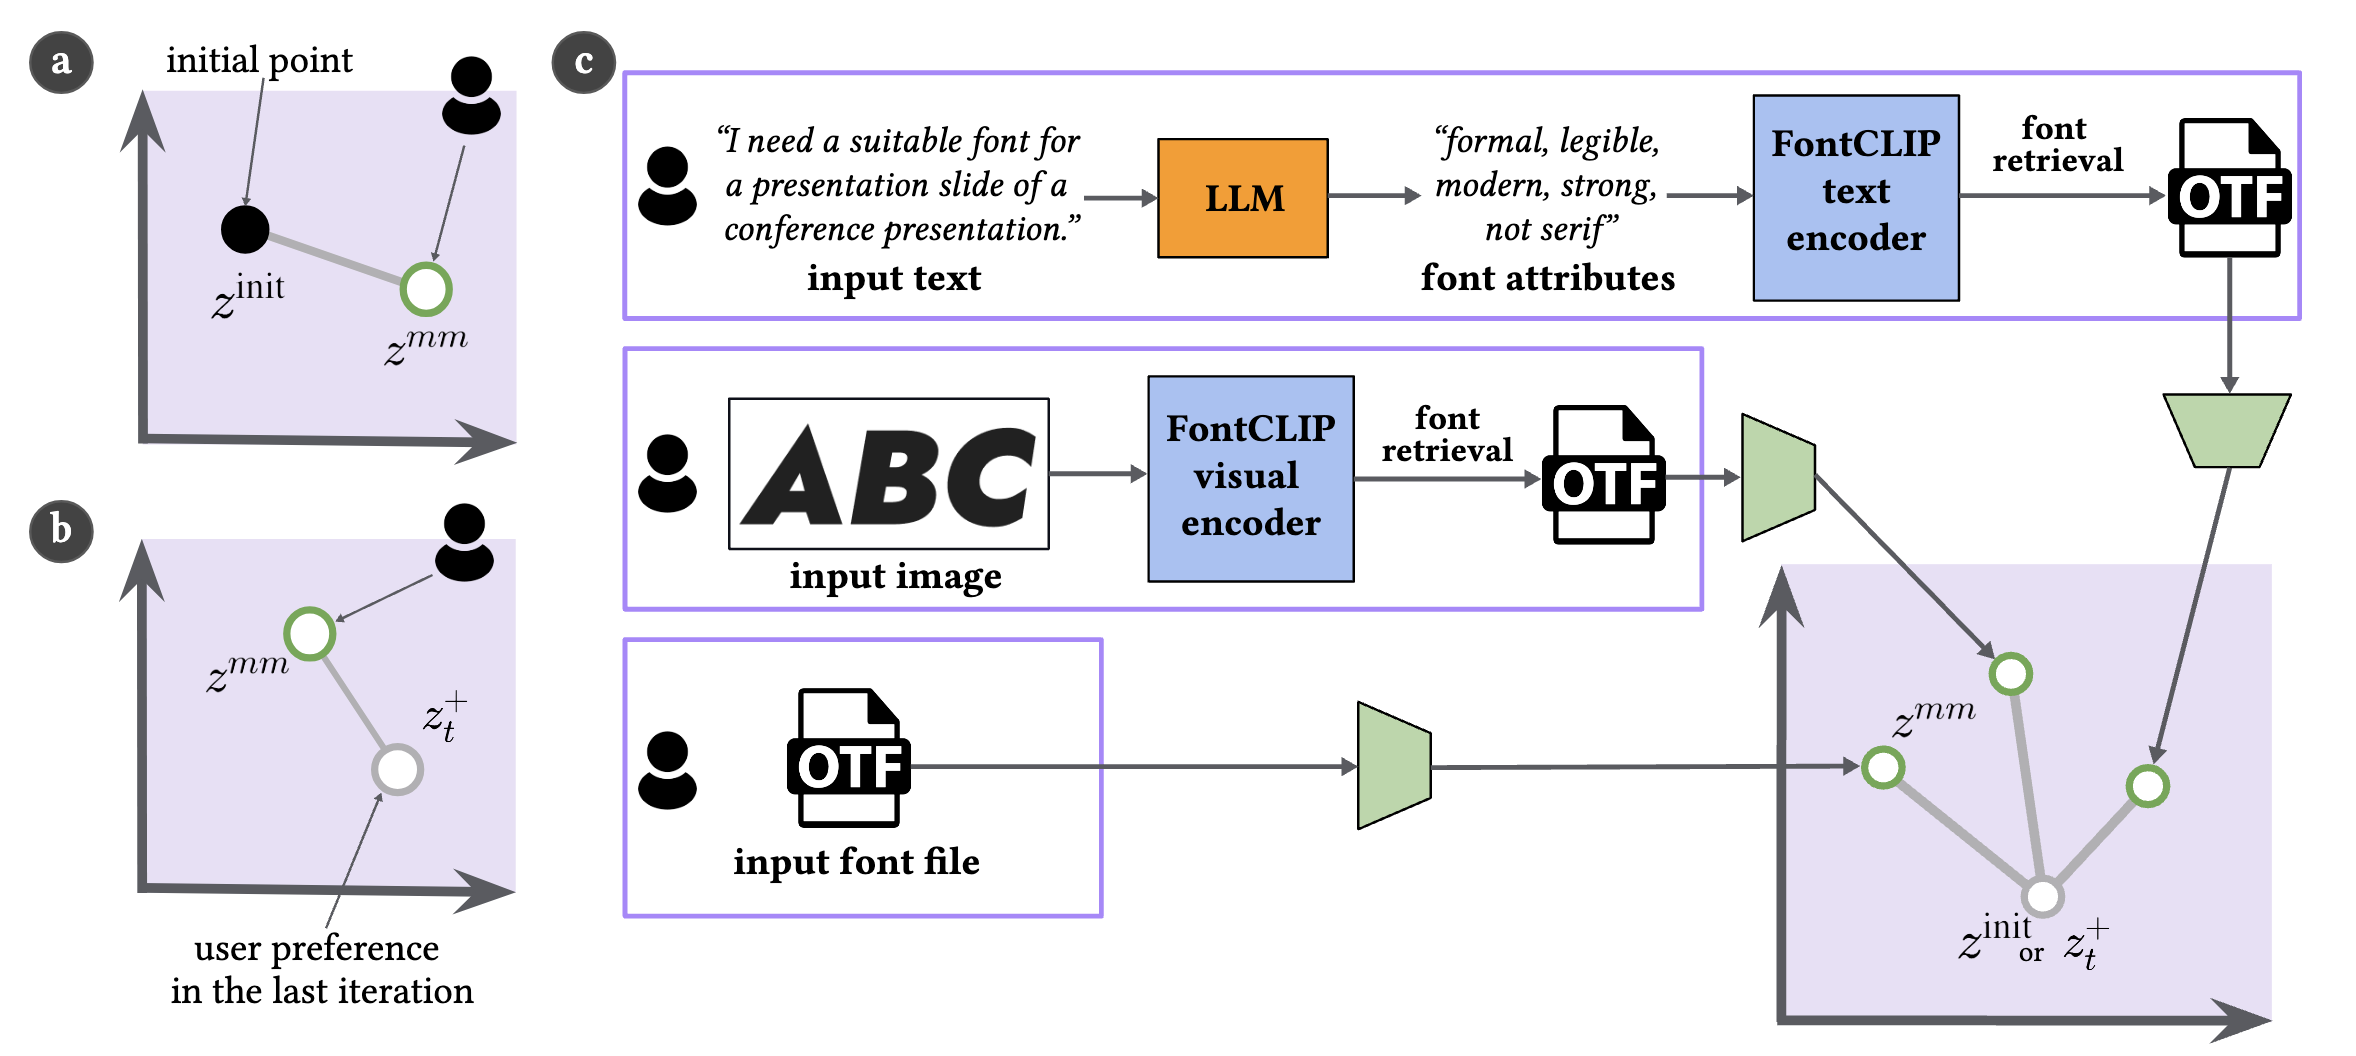 a
initial point
z^init
z^mm
b
z^mm
z_t^+
user preference
in the last iteration
c
“I need a suitable font for
a presentation slide of a
conference presentation.”
input text
LLM
“formal, legible,
modern, strong,
not serif”
font attributes
FontCLIP
text
encoder
font
retrieval
OTF
ABC
input image
FontCLIP
visual
encoder
font
retrieval
OTF
OTF
input font file
z^mm
z^init or z_t^+